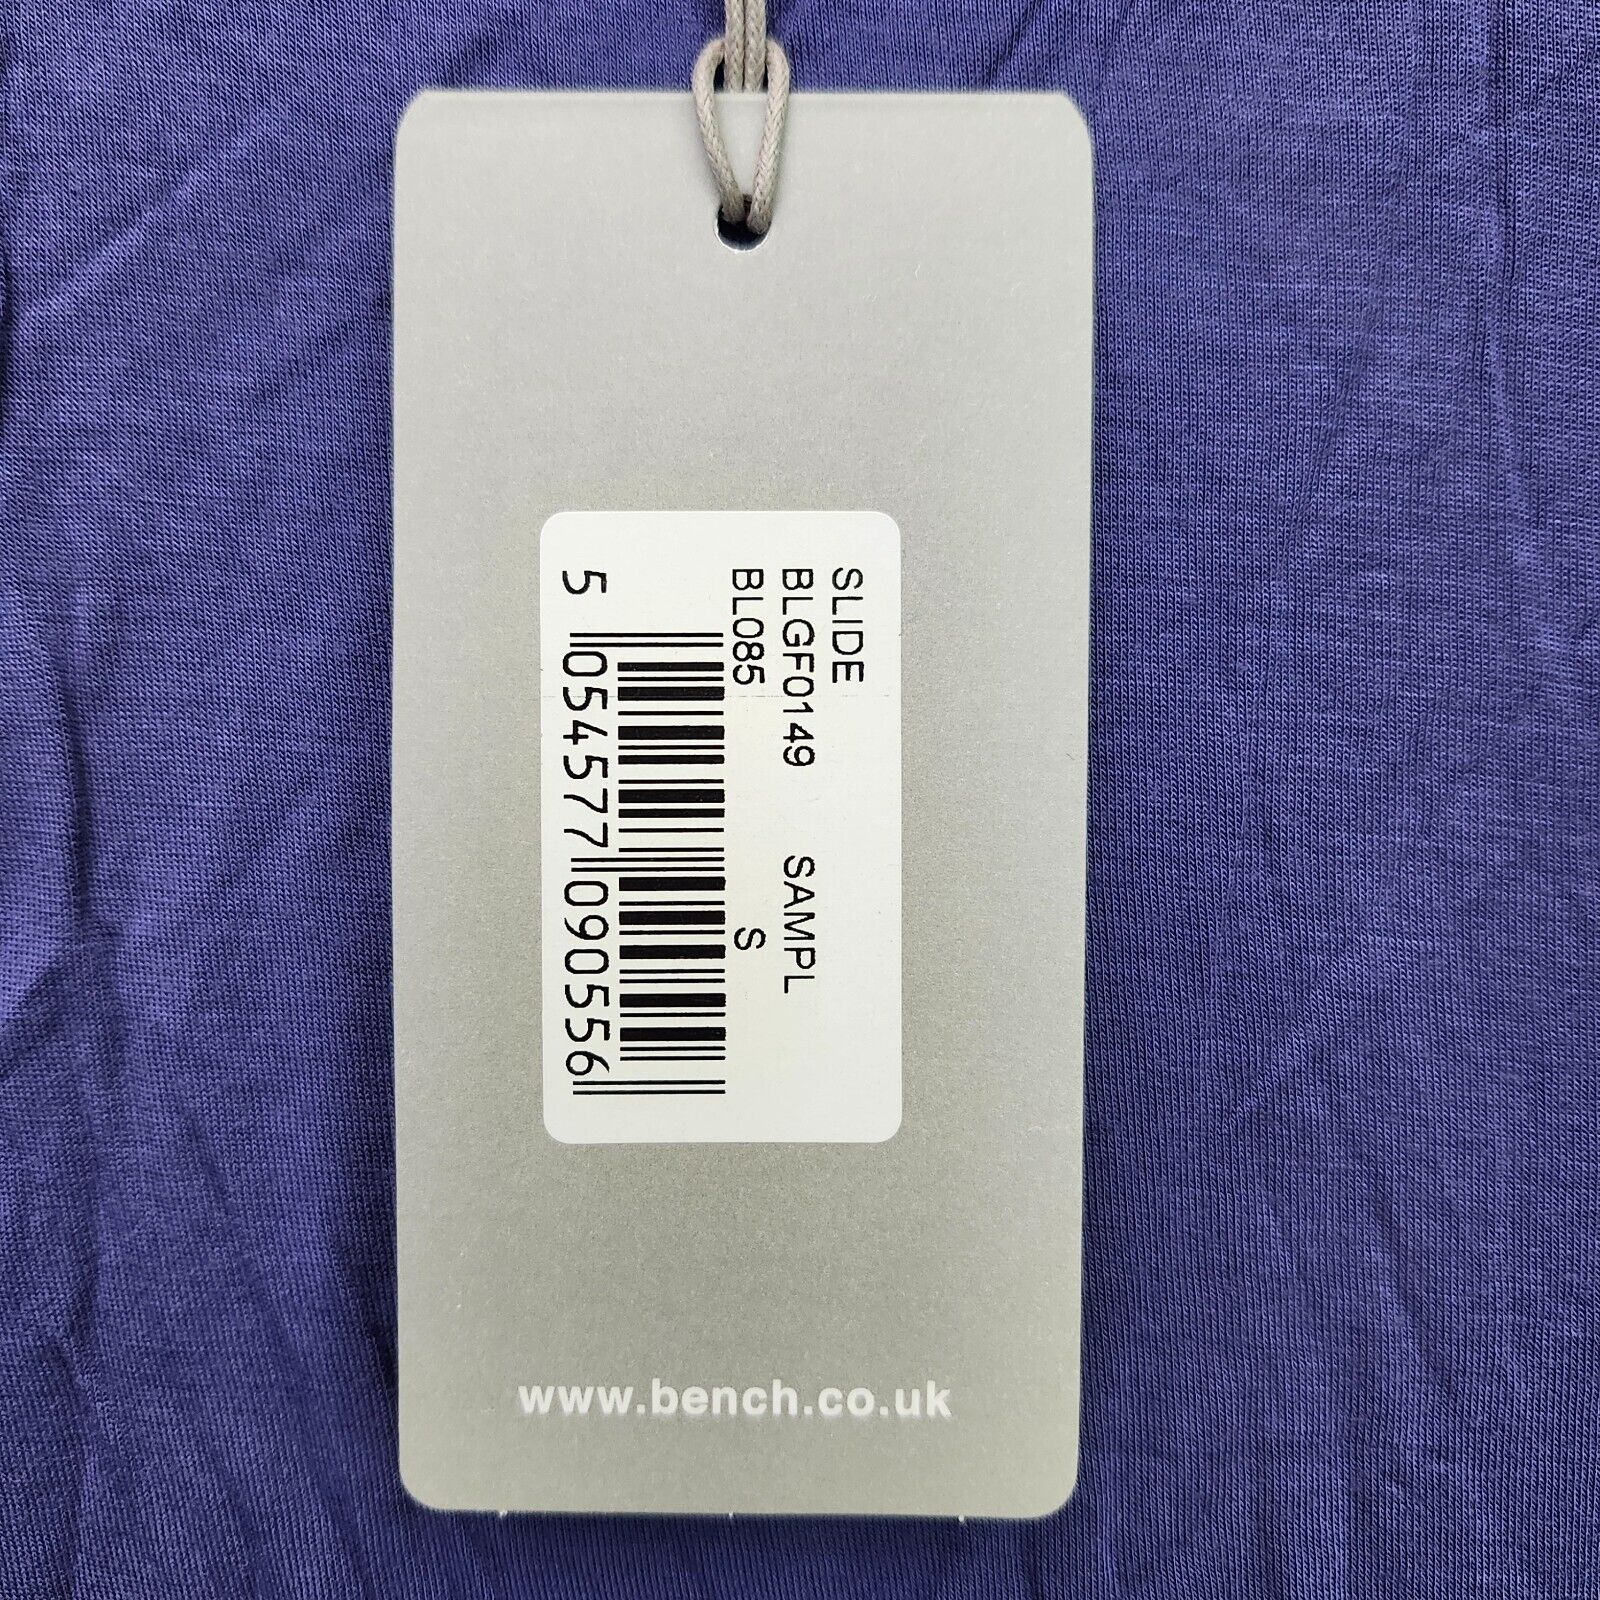 SLIDE
BLGF0149 SAMPL
BL085 S
5 054577 090556
www.bench.co.uk